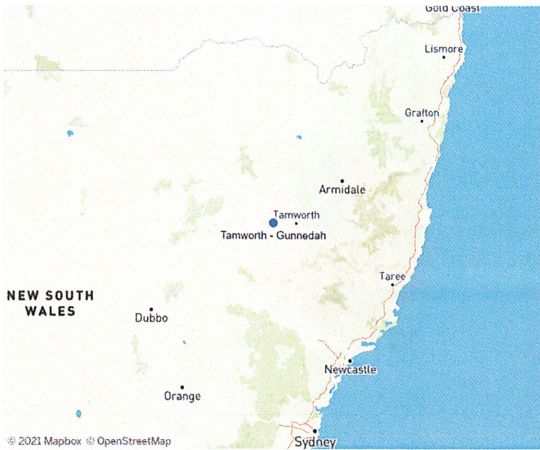 Gold Coast
Lismore
Grafton
Armidale
Tamworth
Tamworth - Gunnedah
Taree
NEW SOUTH
WALES
Dubbo
Newcastle
Orange
© 2021 Mapbox © OpenStreetMap
Sydney